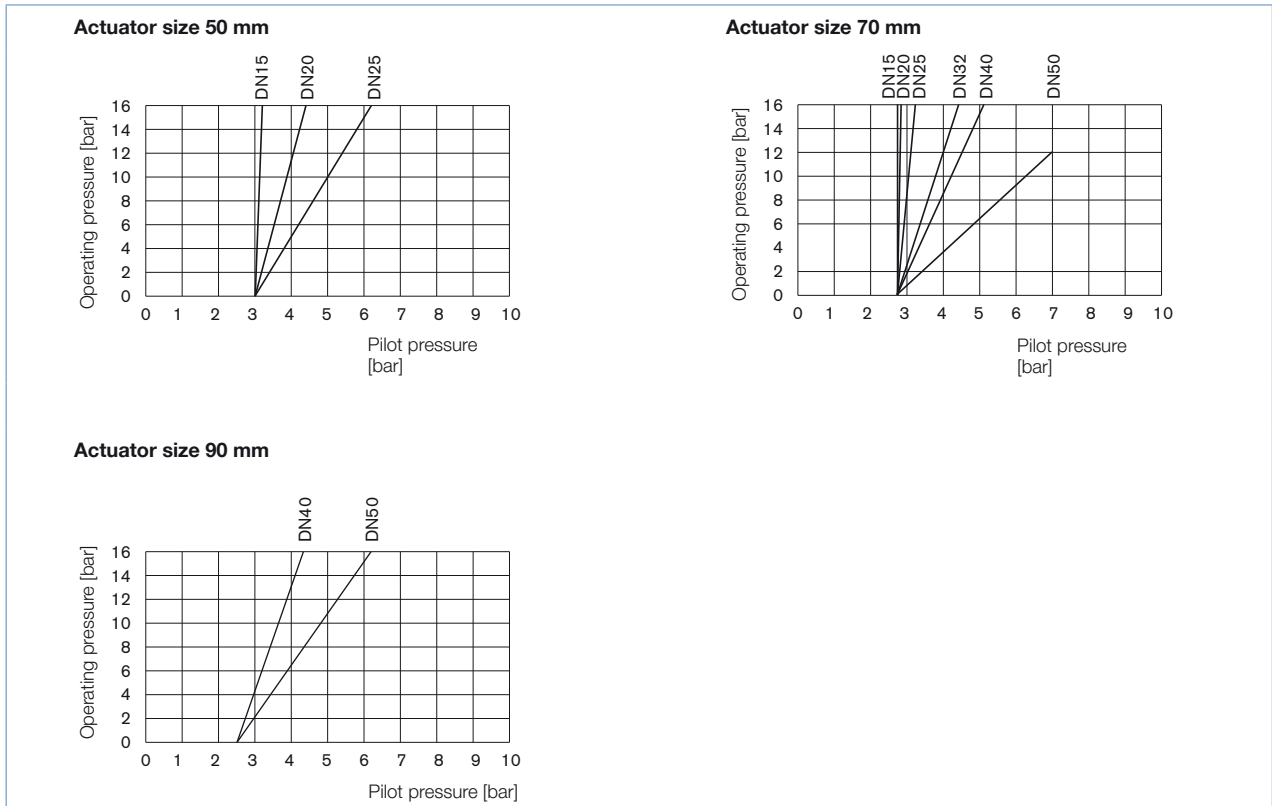 Actuator size 50 mm
DN15 DN20 DN25
Operating pressure [bar]
16
14
12
10
8
6
4
2
0
0 1 2 3 4 5 6 7 8 9 10
Pilot pressure
[bar]
Actuator size 70 mm
DN15 DN20 DN25 DN32 DN40 DN50
Operating pressure [bar]
16
14
12
10
8
6
4
2
0
0 1 2 3 4 5 6 7 8 9 10
Pilot pressure
[bar]
Actuator size 90 mm
DN40 DN50
Operating pressure [bar]
16
14
12
10
8
6
4
2
0
0 1 2 3 4 5 6 7 8 9 10
Pilot pressure [bar]